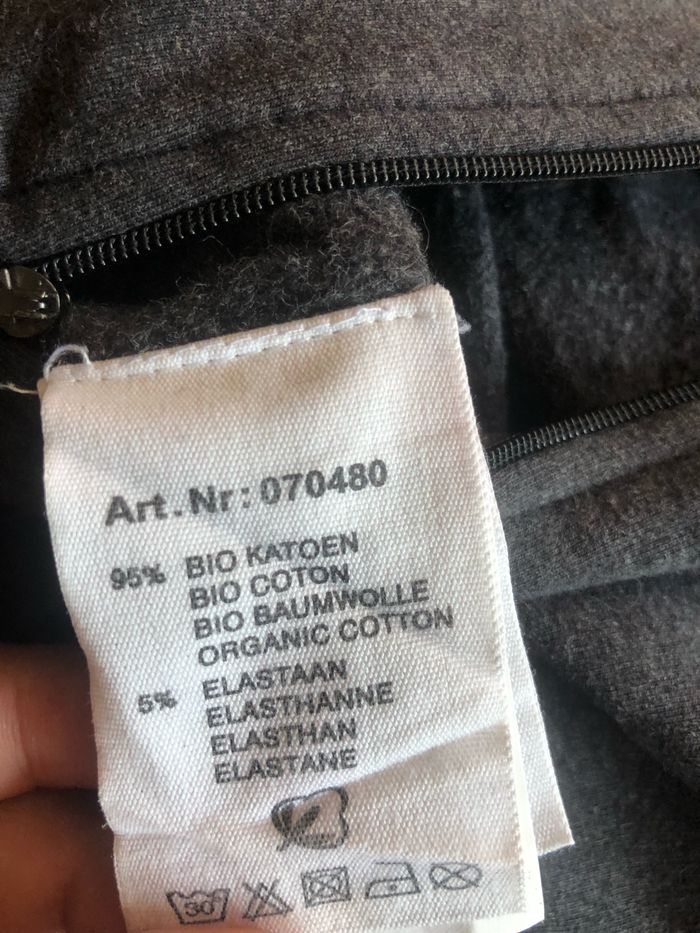 Art.Nr: 070480
95% BIO KATOEN
BIO COTON
BIO BAUMWOLLE
ORGANIC COTTON
5% ELASTAAN
ELASTHANNE
ELASTHAN
ELASTANE
30